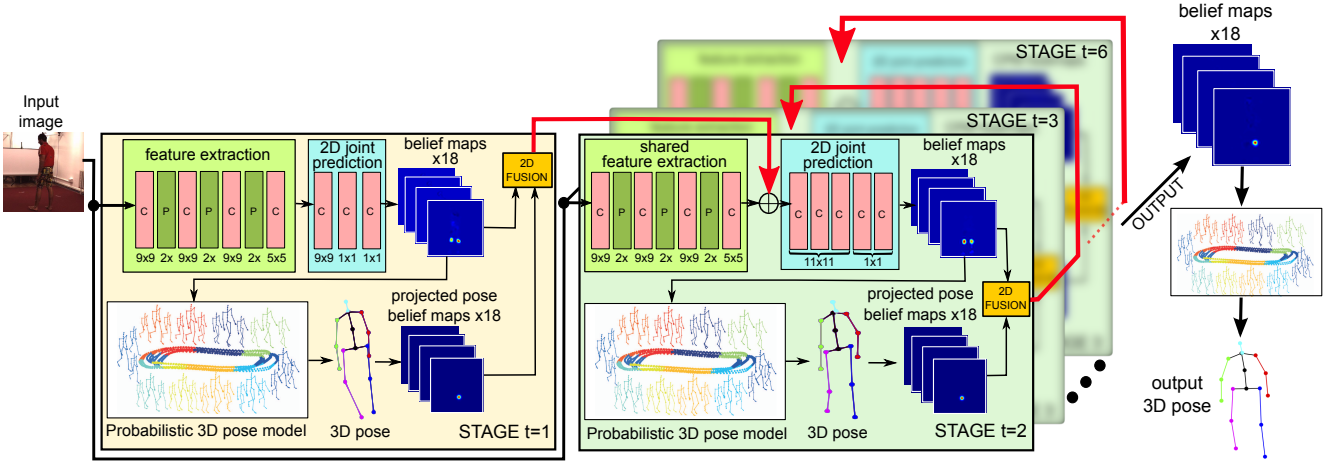 Input
image
feature extraction
C P C P C P C
9x9 2x 9x9 2x 9x9 2x 5x5
2D joint
prediction
C C C
9x9 1x1 1x1
belief maps
x18
2D
FUSION
Probabilistic 3D pose model
3D pose
projected pose
belief maps x18
STAGE t=1
shared
feature extraction
C P C P C P C
9x9 2x 9x9 2x 9x9 2x 5x5
2D joint
prediction
C C C C C
11x11 1x1
belief maps
x18
2D
FUSION
Probabilistic 3D pose model
3D pose
projected pose
belief maps x18
STAGE t=2
STAGE t=3
feature extraction
STAGE t=6
OUTPUT
belief maps
x18
output
3D pose